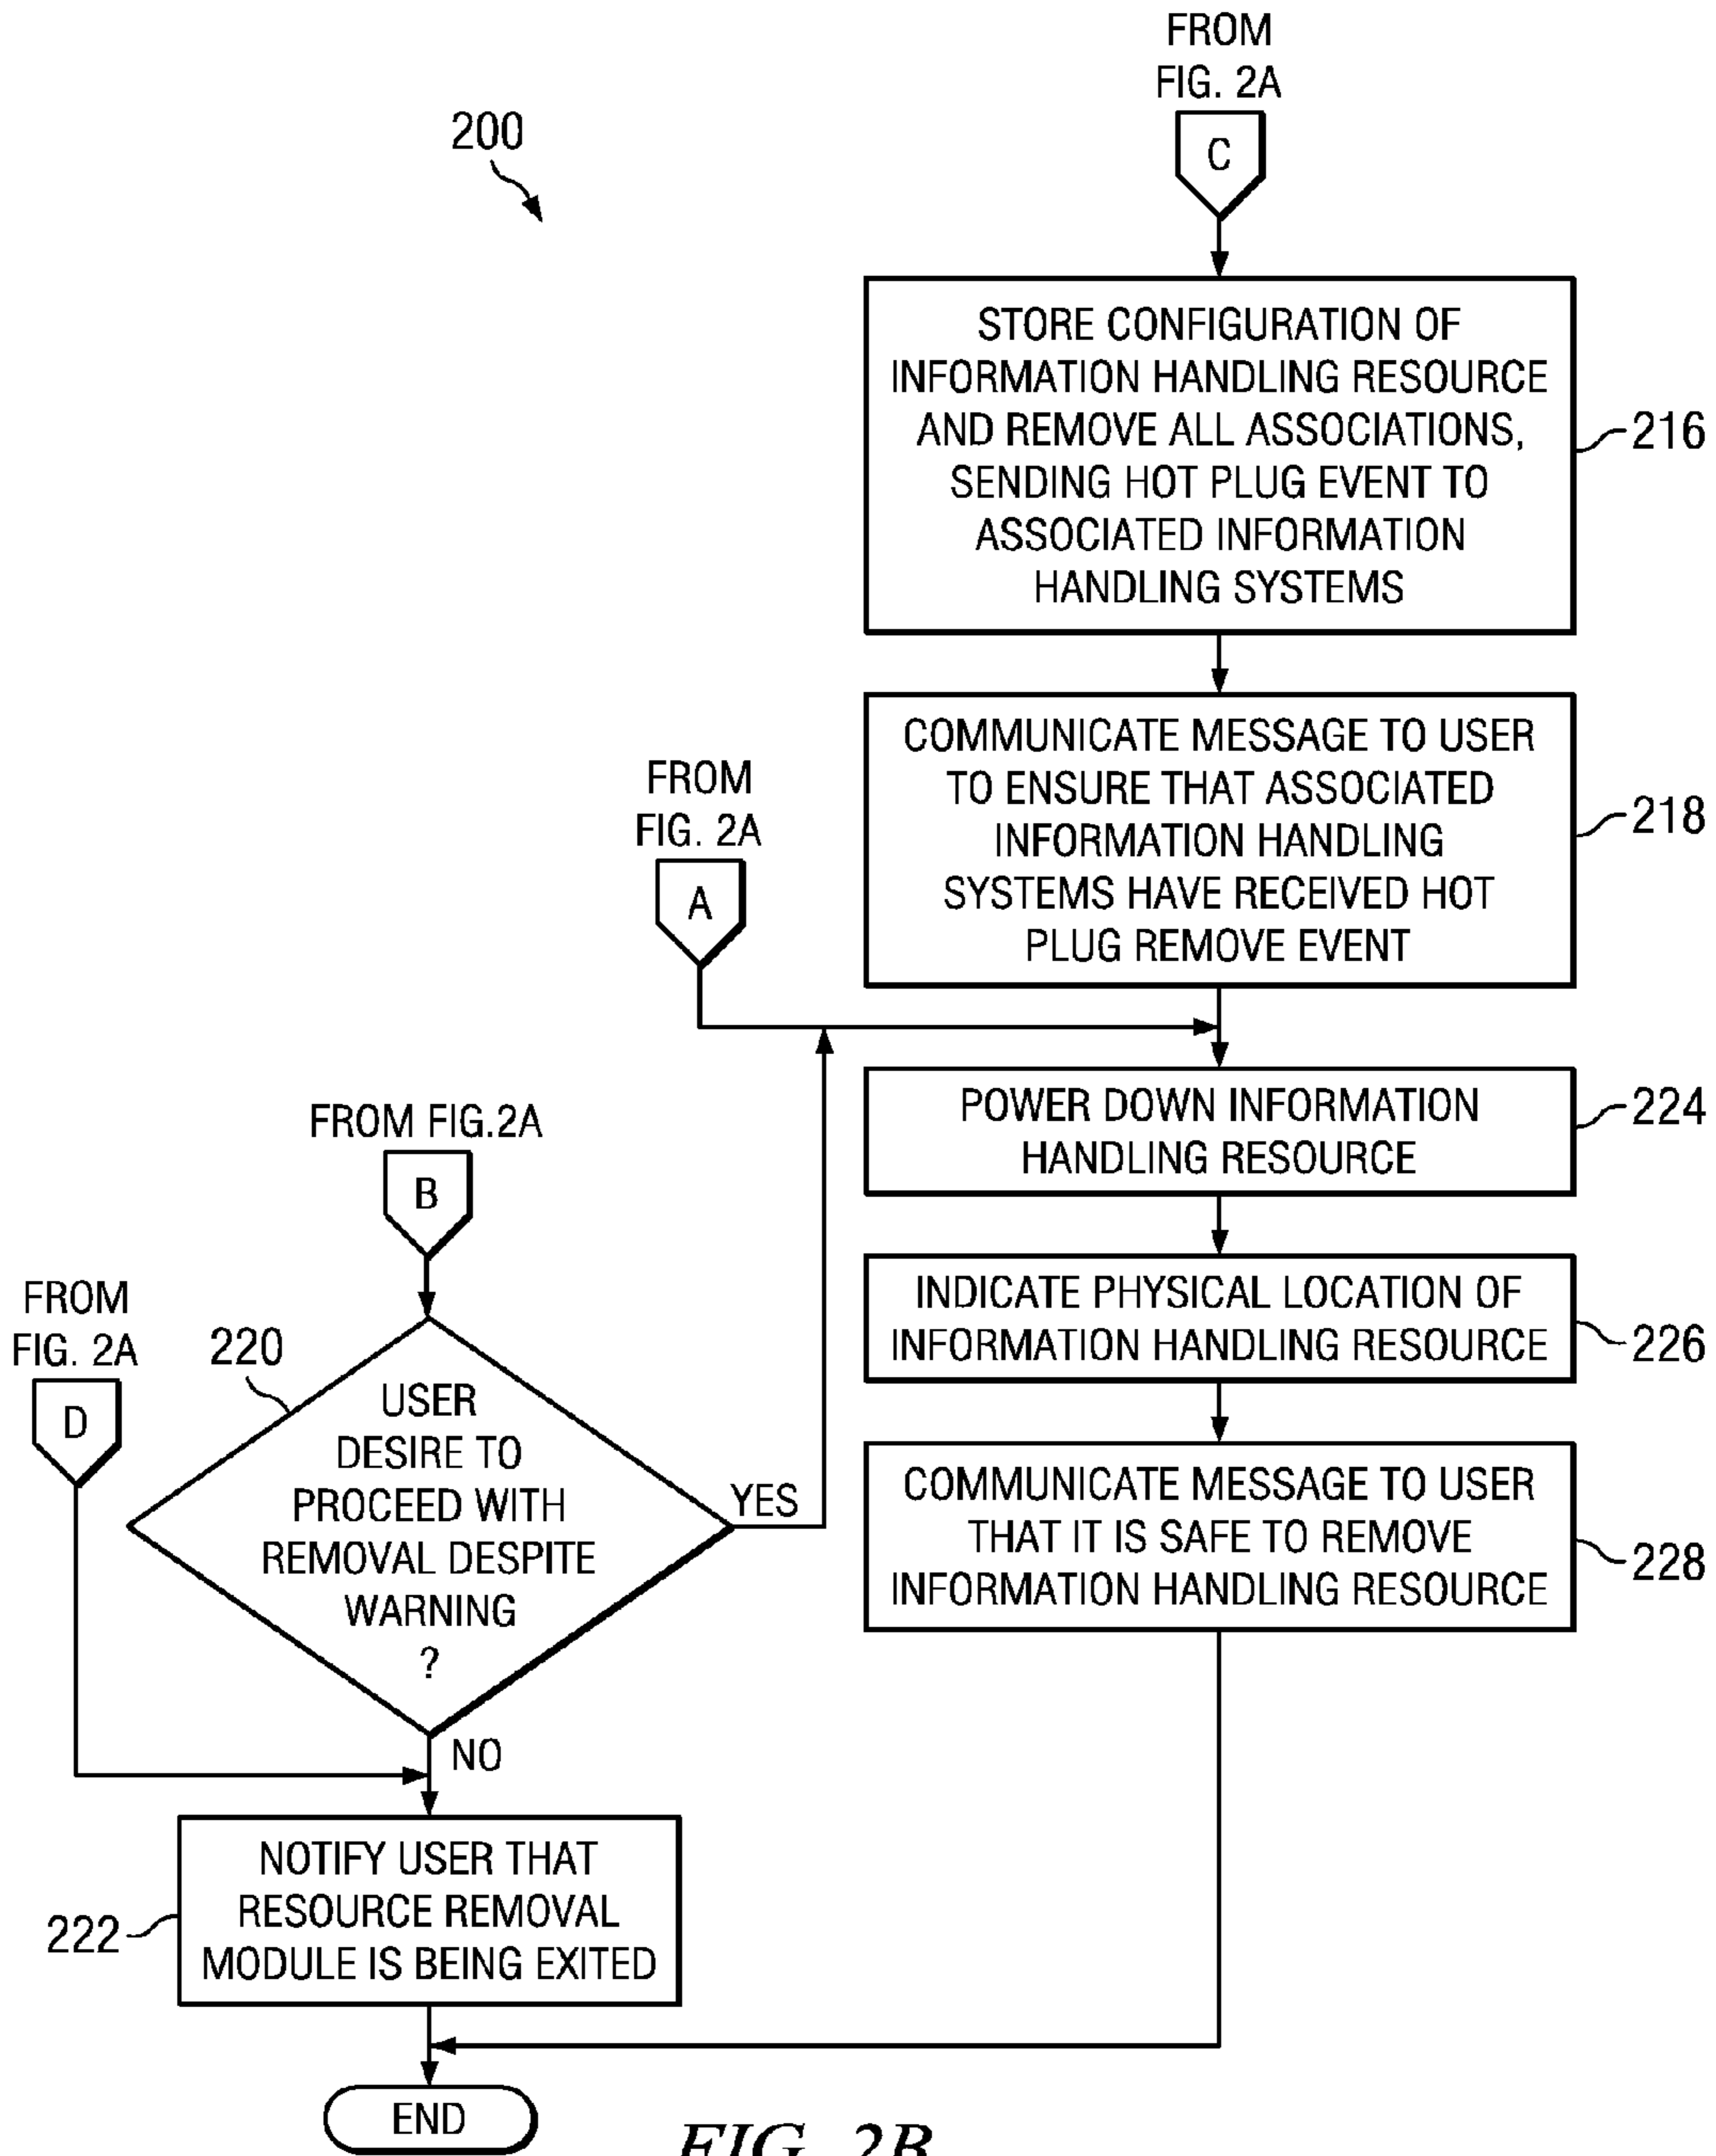 FROM
FIG. 2A
C
200
STORE CONFIGURATION OF
INFORMATION HANDLING RESOURCE
AND REMOVE ALL ASSOCIATIONS,
SENDING HOT PLUG EVENT TO
ASSOCIATED INFORMATION
HANDLING SYSTEMS
216
COMMUNICATE MESSAGE TO USER
TO ENSURE THAT ASSOCIATED
INFORMATION HANDLING
SYSTEMS HAVE RECEIVED HOT
PLUG REMOVE EVENT
218
FROM
FIG. 2A
A
POWER DOWN INFORMATION
HANDLING RESOURCE
224
FROM FIG.2A
B
INDICATE PHYSICAL LOCATION OF
INFORMATION HANDLING RESOURCE
226
FROM
FIG. 2A
D
220
USER
DESIRE TO
PROCEED WITH
REMOVAL DESPITE
WARNING
?
YES
NO
COMMUNICATE MESSAGE TO USER
THAT IT IS SAFE TO REMOVE
INFORMATION HANDLING RESOURCE
228
NOTIFY USER THAT
RESOURCE REMOVAL
MODULE IS BEING EXITED
222
END
FIG. 2B